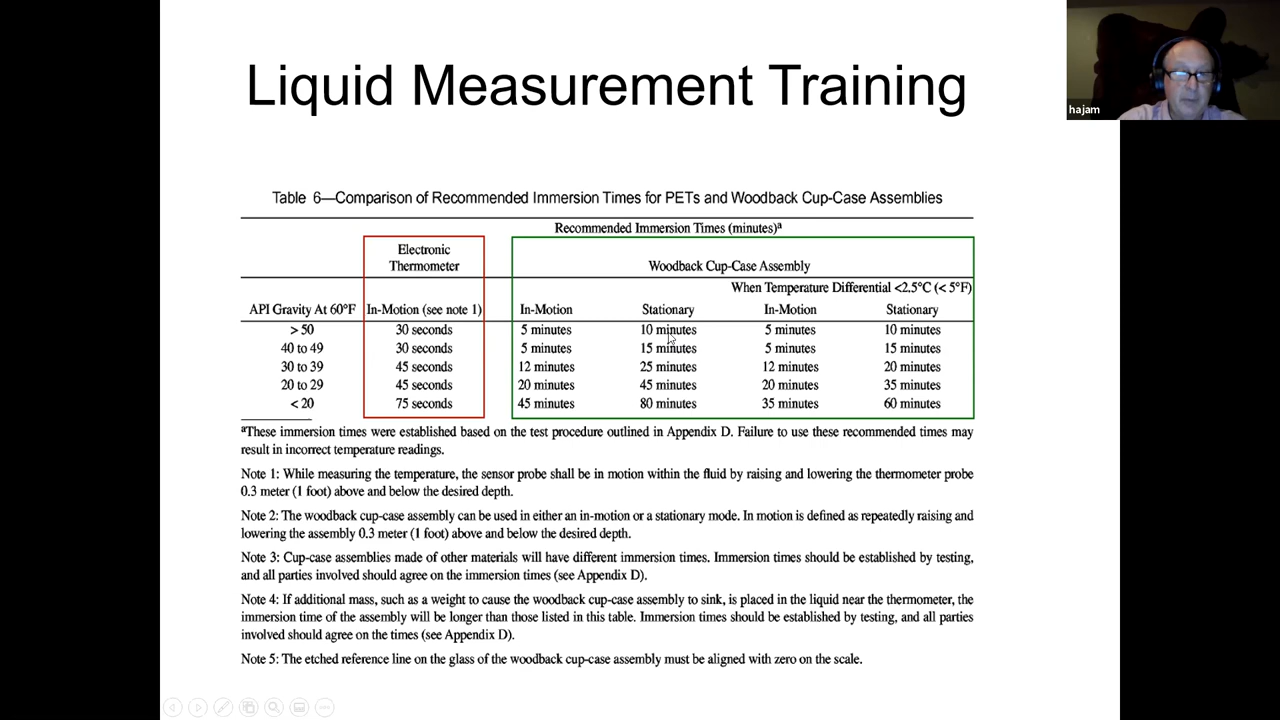 Liquid Measurement Training
hajam
Table 6—Comparison of Recommended Immersion Times for PETs and Woodback Cup-Case Assemblies
Recommended Immersion Times (minutes)ᵃ
Electronic
Thermometer
Woodback Cup-Case Assembly
When Temperature Differential <2.5°C (< 5°F)
API Gravity At 60°F In-Motion (see note 1) In-Motion Stationary In-Motion Stationary
> 50 30 seconds 5 minutes 10 minutes 5 minutes 10 minutes
40 to 49 30 seconds 5 minutes 15 minutes 5 minutes 15 minutes
30 to 39 45 seconds 12 minutes 25 minutes 12 minutes 20 minutes
20 to 29 45 seconds 20 minutes 45 minutes 20 minutes 35 minutes
< 20 75 seconds 45 minutes 80 minutes 35 minutes 60 minutes
ᵃThese immersion times were established based on the test procedure outlined in Appendix D. Failure to use these recommended times may
result in incorrect temperature readings.
Note 1: While measuring the temperature, the sensor probe shall be in motion within the fluid by raising and lowering the thermometer probe
0.3 meter (1 foot) above and below the desired depth.
Note 2: The woodback cup-case assembly can be used in either an in-motion or a stationary mode. In motion is defined as repeatedly raising and
lowering the assembly 0.3 meter (1 foot) above and below the desired depth.
Note 3: Cup-case assemblies made of other materials will have different immersion times. Immersion times should be established by testing,
and all parties involved should agree on the immersion times (see Appendix D).
Note 4: If additional mass, such as a weight to cause the woodback cup-case assembly to sink, is placed in the liquid near the thermometer, the
immersion time of the assembly will be longer than those listed in this table. Immersion times should be established by testing, and all parties
involved should agree on the times (see Appendix D).
Note 5: The etched reference line on the glass of the woodback cup-case assembly must be aligned with zero on the scale.